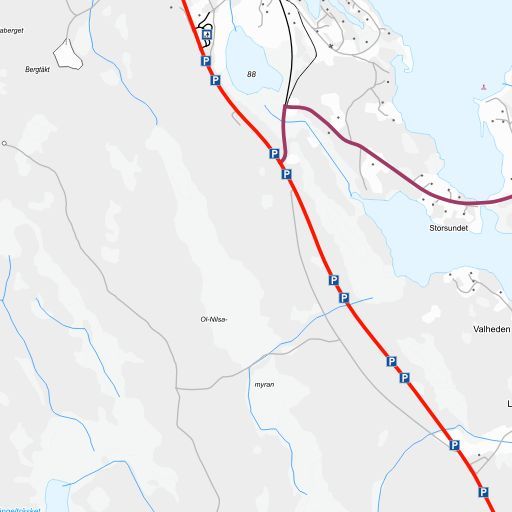 aberget
Bergtäkt
88
P
P
P
P
Storsundet
P
P
Ol-Nilsa-
Valheden
P
P
myran
L
P
P